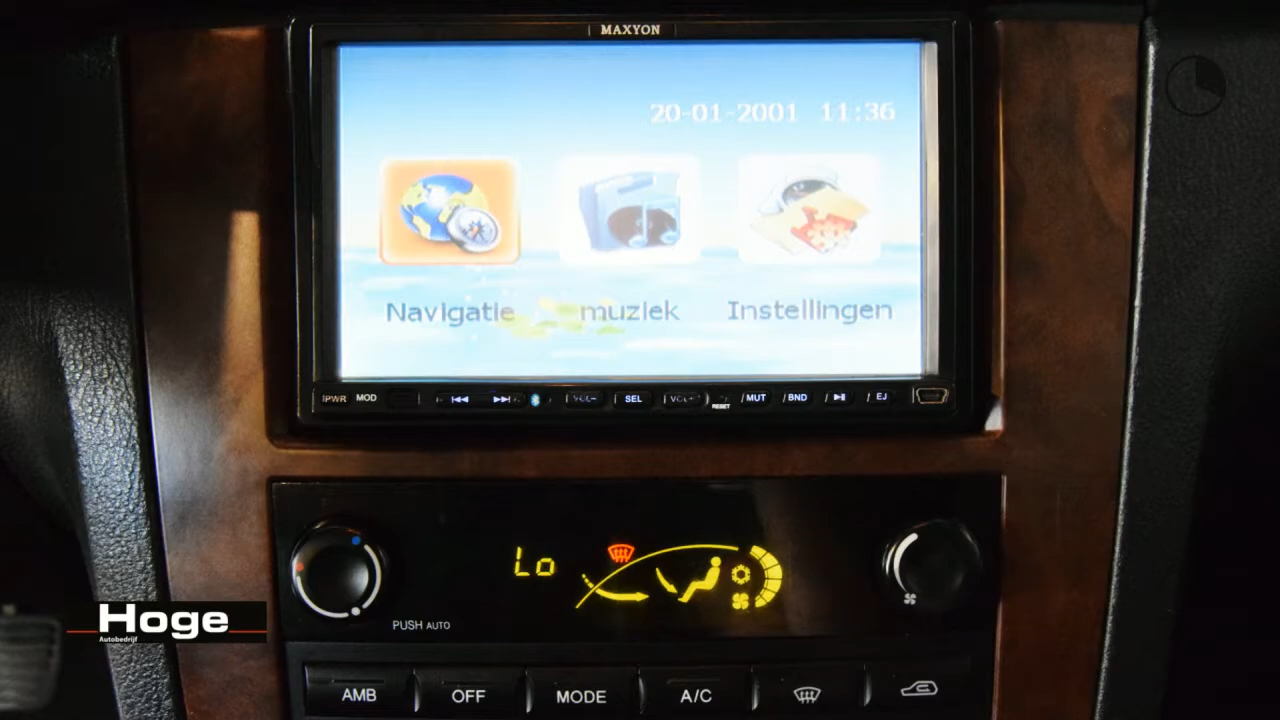 MAXYON
20-01-2001 11:36
Navigatie muziek Instellingen
PWR MOD VOL- SEL VOL+ RESET MUT BND EJ
Lo
PUSH AUTO
Hoge
Autobedrijf
AMB OFF MODE A/C